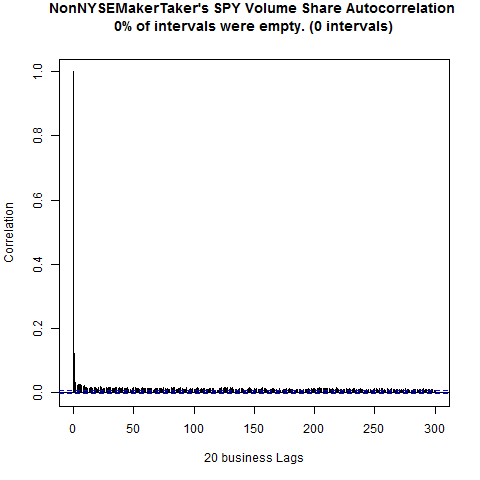 NonNYSEMakerTaker's SPY Volume Share Autocorrelation
0% of intervals were empty. (0 intervals)
Correlation
1.0
0.8
0.6
0.4
0.2
0.0
0 50 100 150 200 250 300
20 business Lags